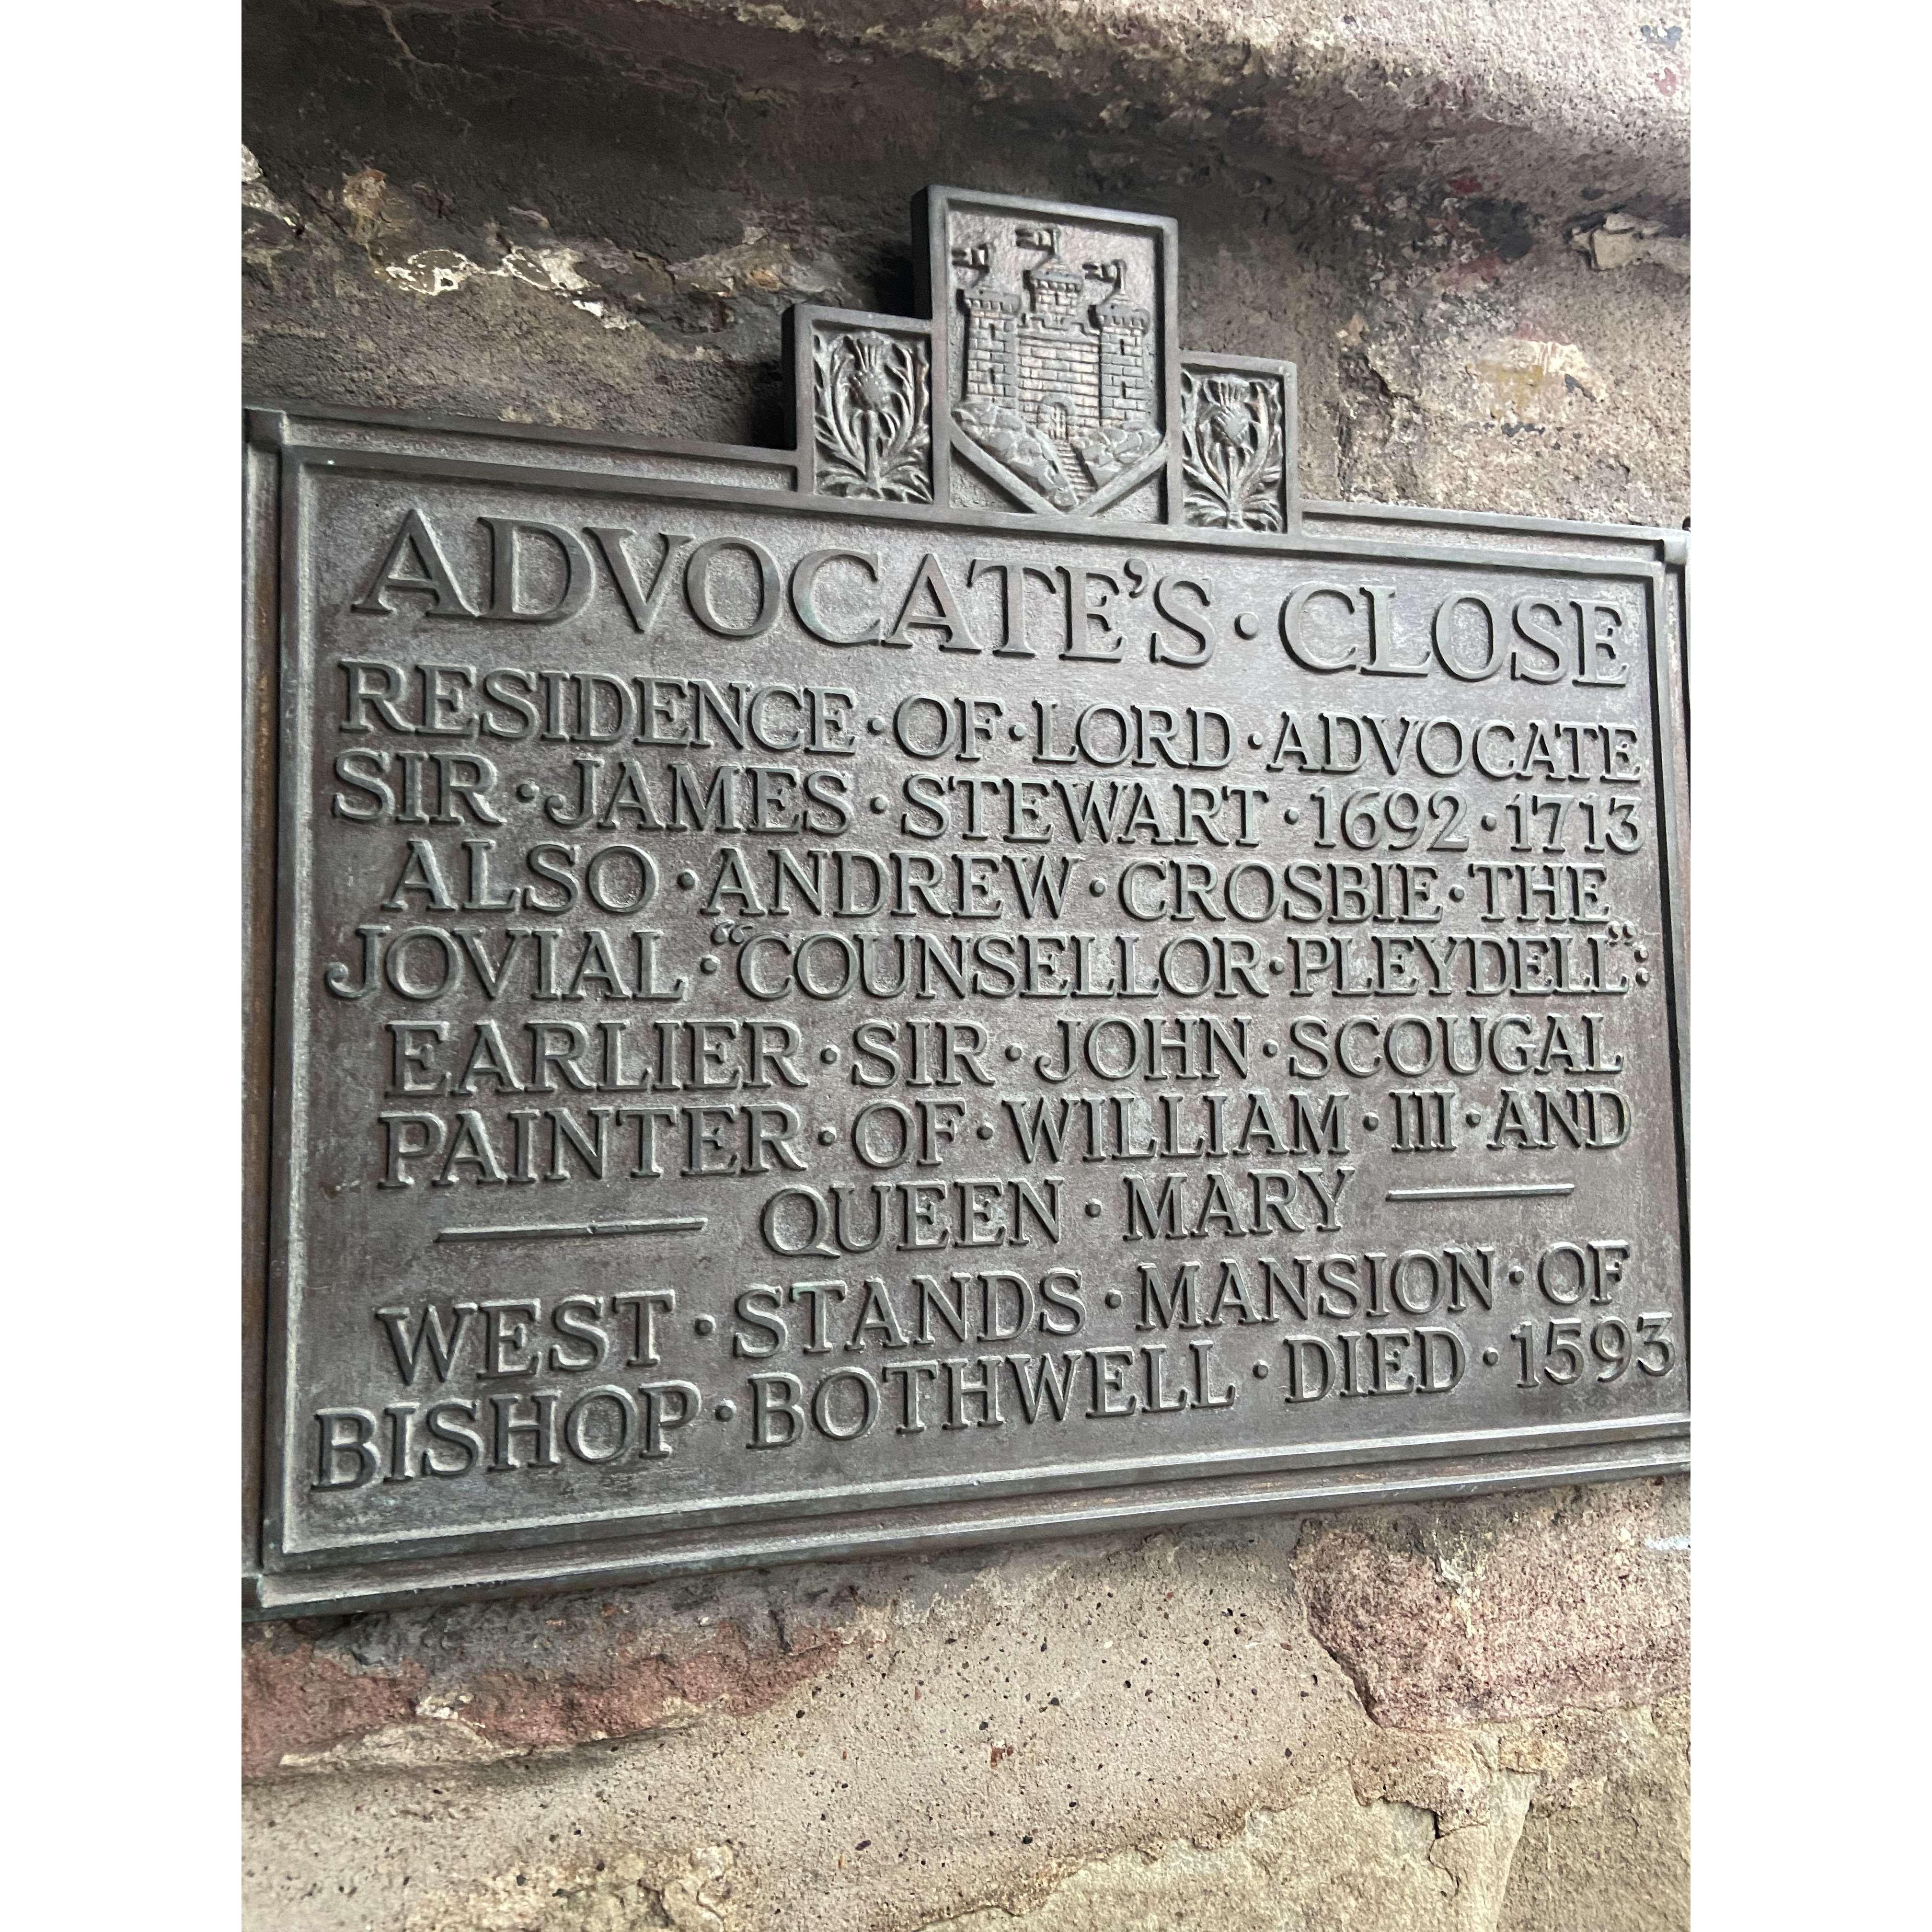 ADVOCATE'S · CLOSE
RESIDENCE · OF · LORD · ADVOCATE
SIR · JAMES · STEWART · 1692 · 1713
ALSO · ANDREW · CROSBIE · THE
JOVIAL · "COUNSELLOR · PLEYDELL":
EARLIER · SIR · JOHN · SCOUGAL
PAINTER · OF · WILLIAM · III · AND
QUEEN · MARY
WEST · STANDS · MANSION · OF
BISHOP · BOTHWELL · DIED · 1593